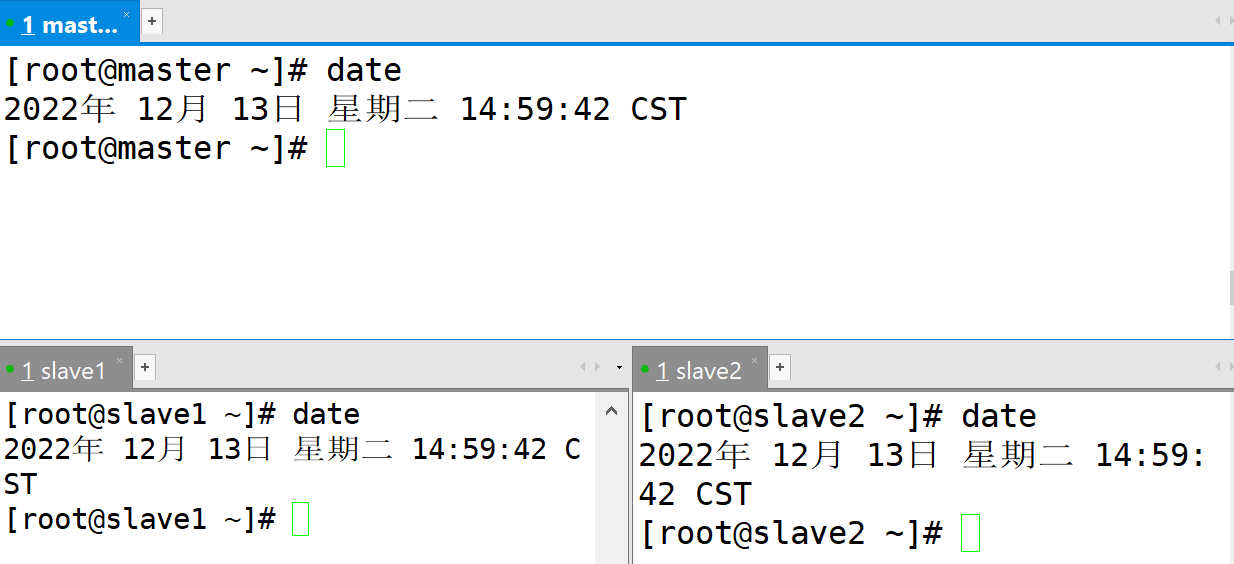 1 mast...
[root@master ~]# date
2022年 12月 13日 星期二 14:59:42 CST
[root@master ~]#
1 slave1
[root@slave1 ~]# date
2022年 12月 13日 星期二 14:59:42 C
ST
[root@slave1 ~]#
1 slave2
[root@slave2 ~]# date
2022年 12月 13日 星期二 14:59:
42 CST
[root@slave2 ~]#